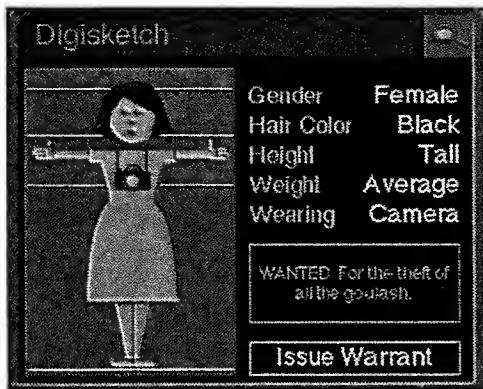 Digisketch
Gender Female
Hair Color Black
Height Tall
Weight Average
Wearing Camera
WANTED: For the theft of
all the goulash.
Issue Warrant